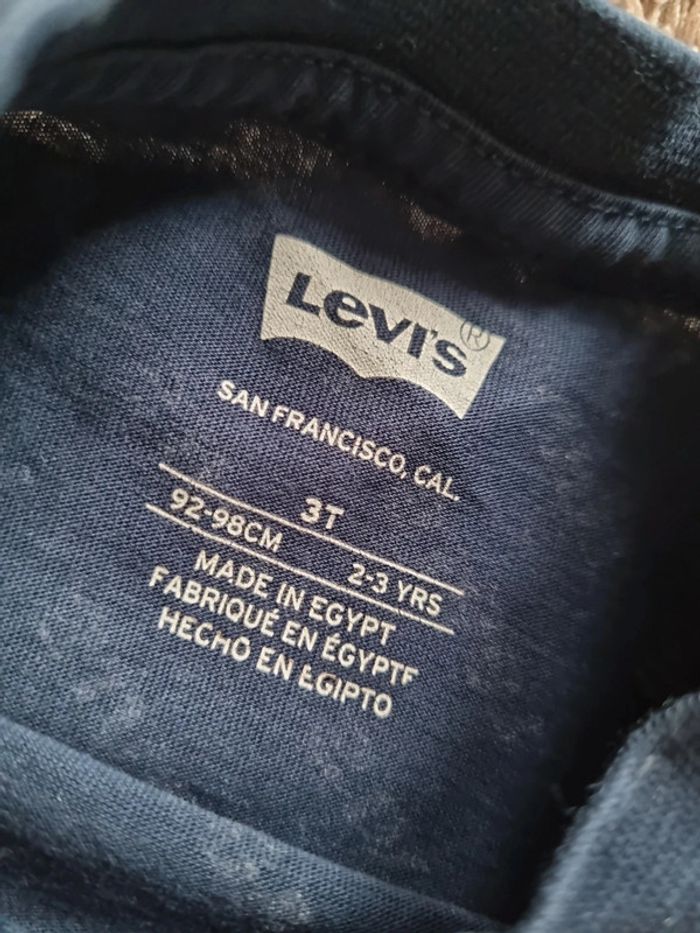 Levi's®
SAN FRANCISCO, CAL.
3T
92-98CM 2-3 YRS
MADE IN EGYPT
FABRIQUÉ EN ÉGYPTE
HECHO EN EGIPTO